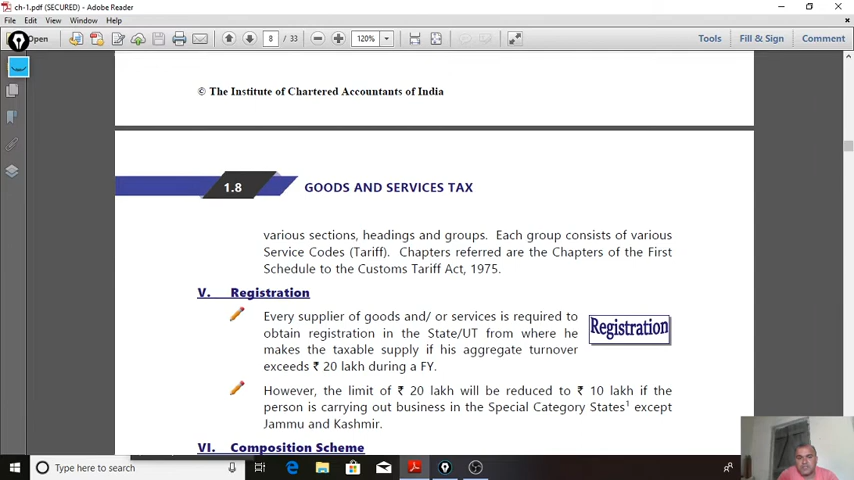 ch-1.pdf (SECURED) - Adobe Reader
File Edit View Window Help
Open 8 / 33 120% Tools Fill & Sign Comment
© The Institute of Chartered Accountants of India
1.8 GOODS AND SERVICES TAX
various sections, headings and groups. Each group consists of various
Service Codes (Tariff). Chapters referred are the Chapters of the First
Schedule to the Customs Tariff Act, 1975.
V. Registration
Every supplier of goods and/ or services is required to
obtain registration in the State/UT from where he
makes the taxable supply if his aggregate turnover
exceeds ₹ 20 lakh during a FY.
Registration
However, the limit of ₹ 20 lakh will be reduced to ₹ 10 lakh if the
person is carrying out business in the Special Category States¹ except
Jammu and Kashmir.
VI. Composition Scheme
Type here to search